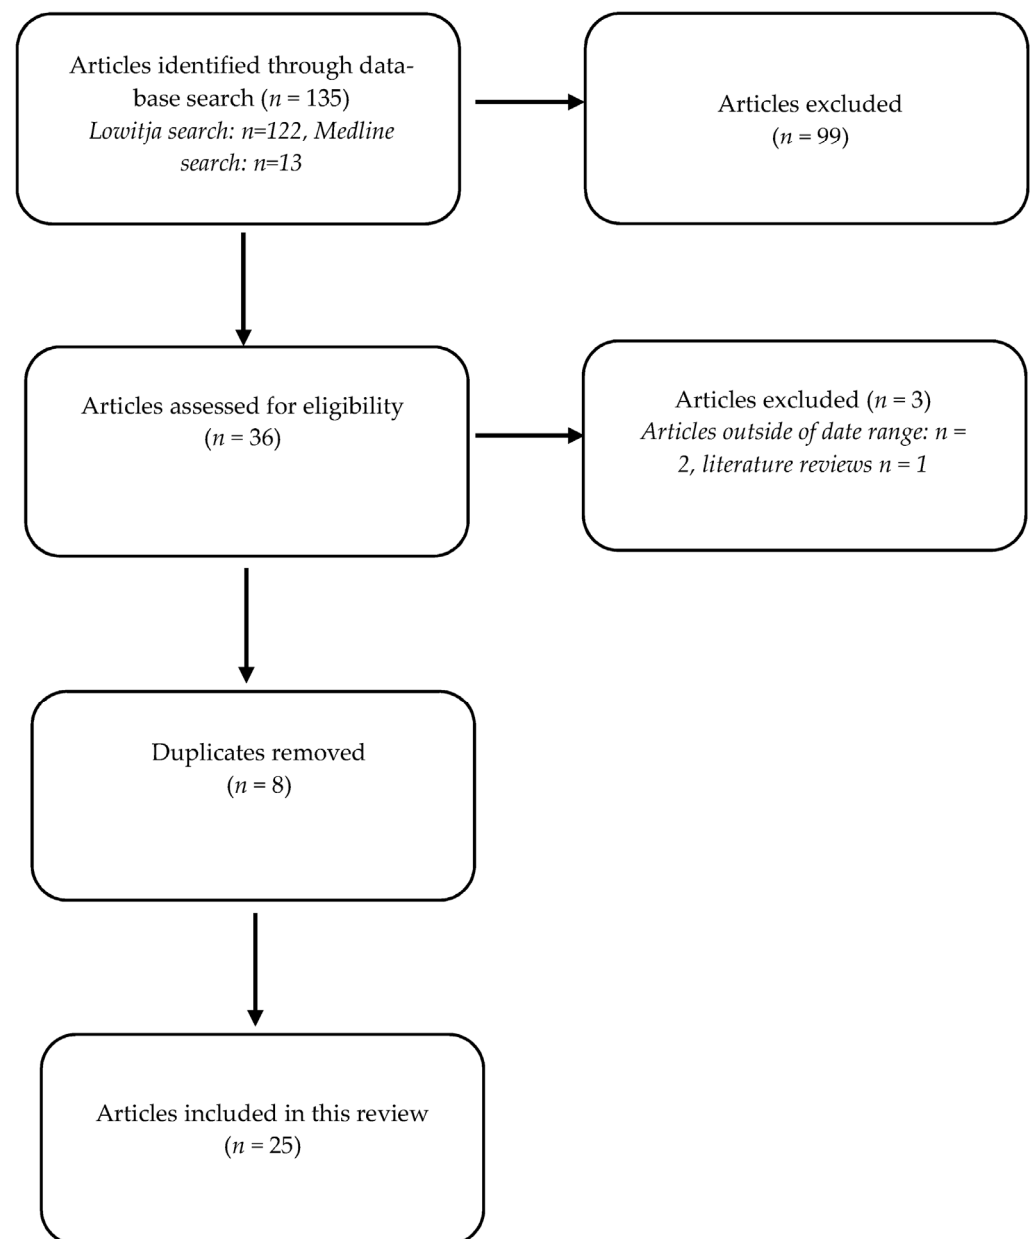 Articles identified through data-
base search (n = 135)
Lowitja search: n=122, Medline
search: n=13
Articles excluded
(n = 99)
Articles assessed for eligibility
(n = 36)
Articles excluded (n = 3)
Articles outside of date range: n =
2, literature reviews n = 1
Duplicates removed
(n = 8)
Articles included in this review
(n = 25)